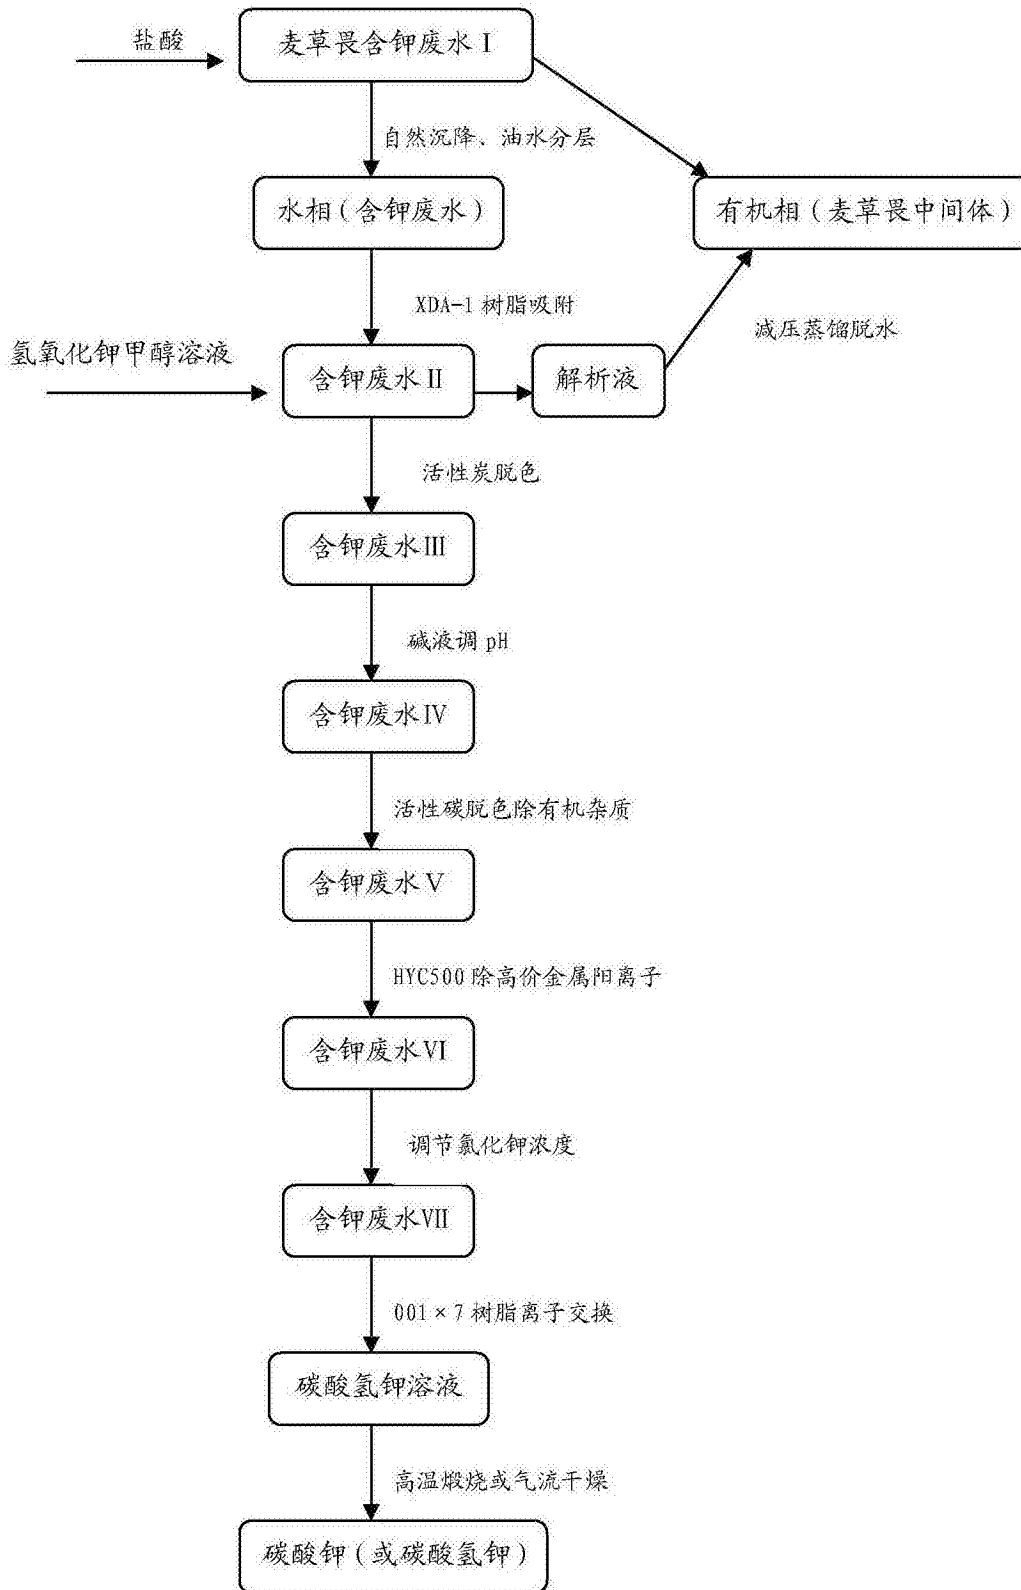 盐酸
麦草畏含钾废水Ⅰ
自然沉降、油水分层
水相（含钾废水）
有机相（麦草畏中间体）
XDA-1 树脂吸附
减压蒸馏脱水
氢氧化钾甲醇溶液
含钾废水Ⅱ
解析液
活性炭脱色
含钾废水Ⅲ
碱液调 pH
含钾废水Ⅳ
活性碳脱色除有机杂质
含钾废水Ⅴ
HYC500 除高价金属阳离子
含钾废水Ⅵ
调节氯化钾浓度
含钾废水Ⅶ
001×7 树脂离子交换
碳酸氢钾溶液
高温煅烧或气流干燥
碳酸钾（或碳酸氢钾）